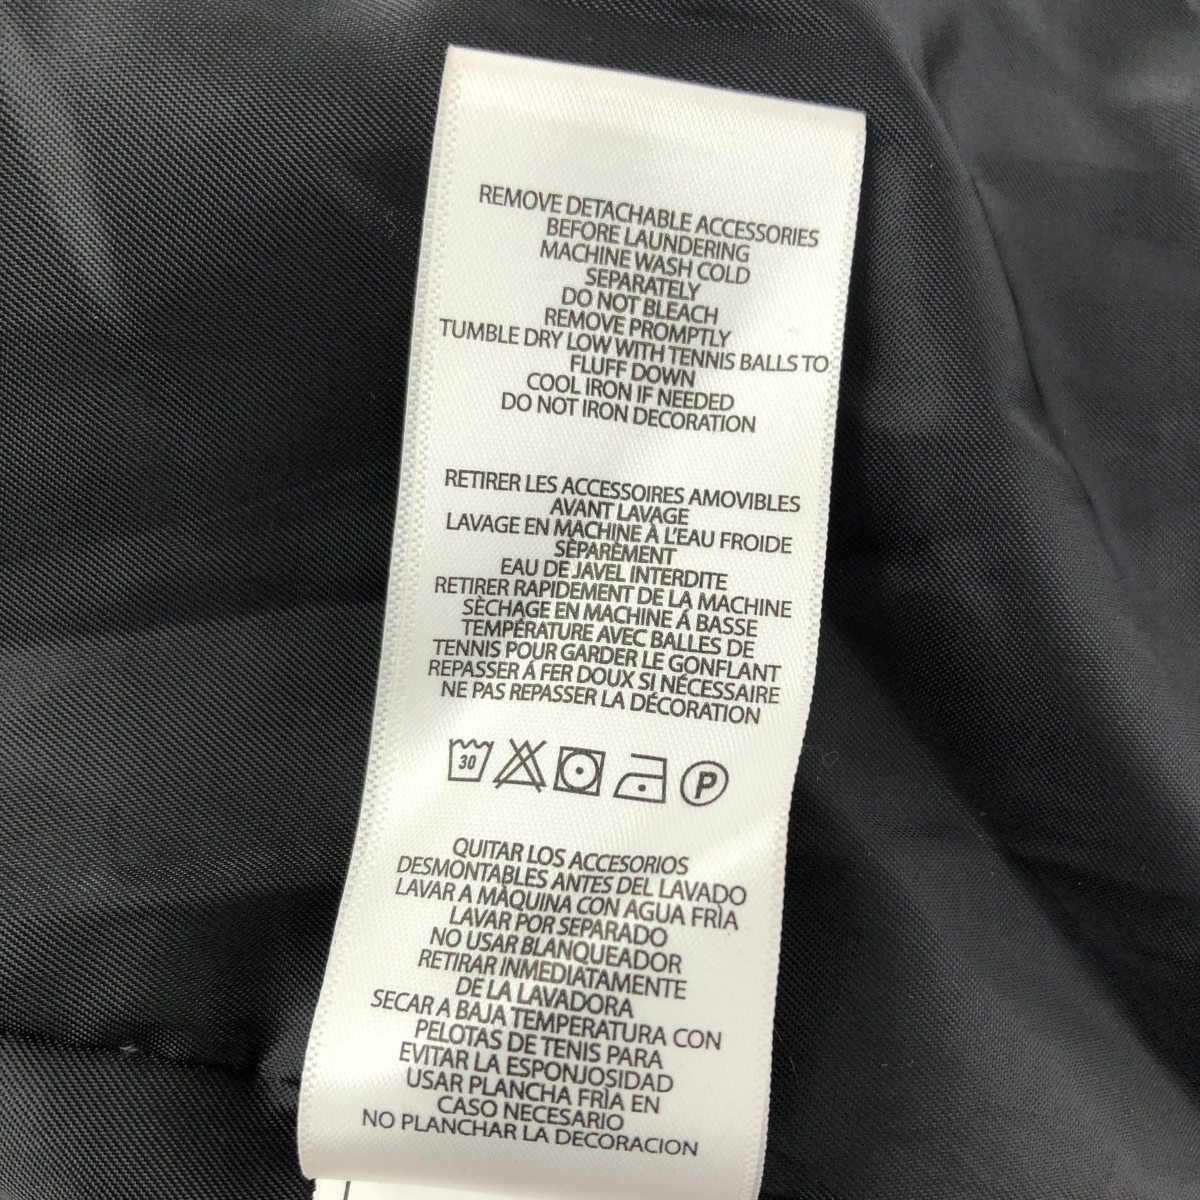 REMOVE DETACHABLE ACCESSORIES
BEFORE LAUNDERING
MACHINE WASH COLD
SEPARATELY
DO NOT BLEACH
REMOVE PROMPTLY
TUMBLE DRY LOW WITH TENNIS BALLS TO
FLUFF DOWN
COOL IRON IF NEEDED
DO NOT IRON DECORATION
RETIRER LES ACCESSOIRES AMOVIBLES
AVANT LAVAGE
LAVAGE EN MACHINE À L'EAU FROIDE
SÈPARÈMENT
EAU DE JAVEL INTERDITE
RETIRER RAPIDEMENT DE LA MACHINE
SÈCHAGE EN MACHINE Á BASSE
TEMPÉRATURE AVEC BALLES DE
TENNIS POUR GARDER LE GONFLANT
REPASSER Á FER DOUX SI NÉCESSAIRE
NE PAS REPASSER LA DÉCORATION
30 P
QUITAR LOS ACCESORIOS
DESMONTABLES ANTES DEL LAVADO
LAVAR A MÀQUINA CON AGUA FRÌA
LAVAR POR SEPARADO
NO USAR BLANQUEADOR
RETIRAR INMEDIATAMENTE
DE LA LAVADORA
SECAR A BAJA TEMPERATURA CON
PELOTAS DE TENIS PARA
EVITAR LA ESPONJOSIDAD
USAR PLANCHA FRÌA EN
CASO NECESARIO
NO PLANCHAR LA DECORACION